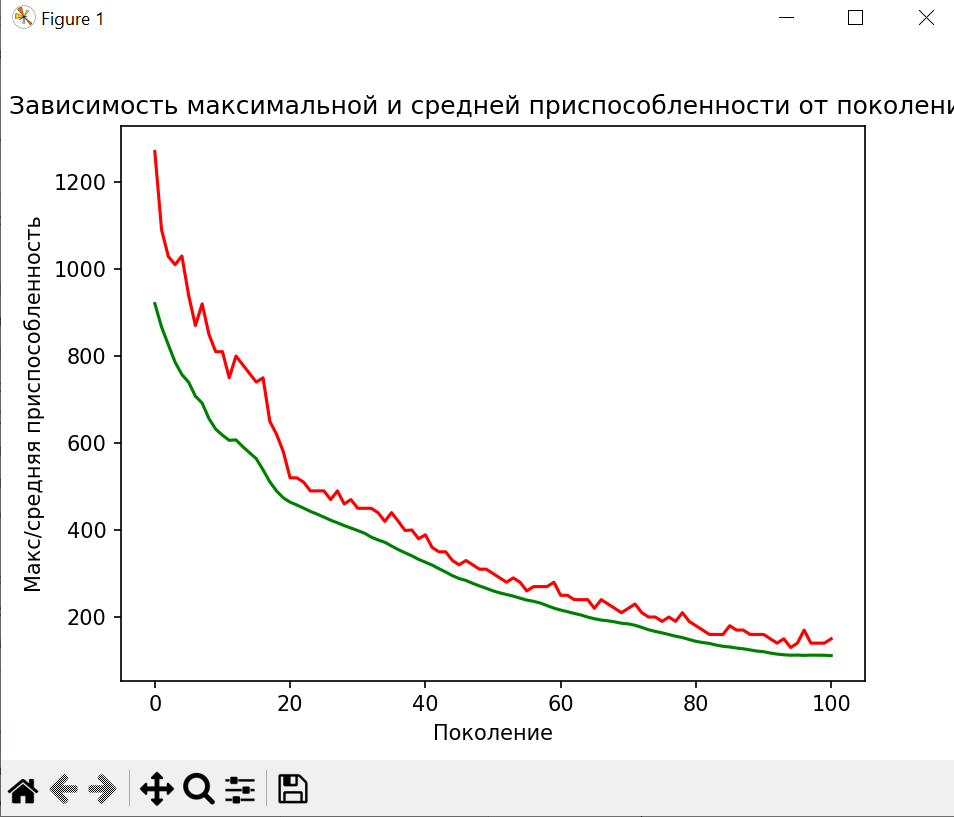 Figure 1
Зависимость максимальной и средней приспособленности от поколени
Макс/средняя приспособленность
1200
1000
800
600
400
200
0 20 40 60 80 100
Поколение